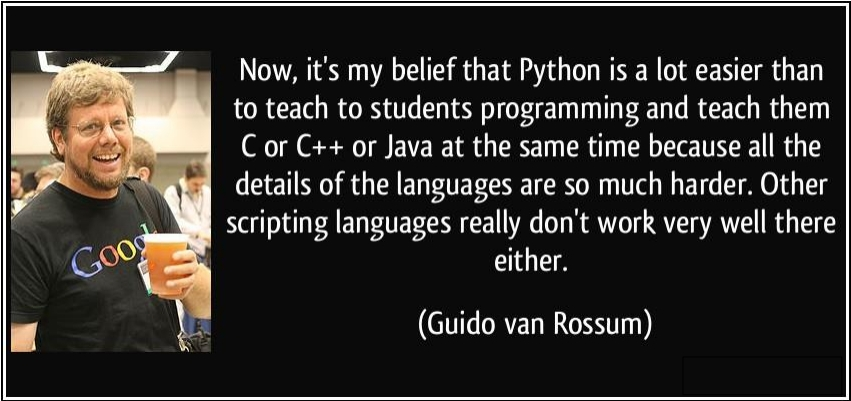 Now, it's my belief that Python is a lot easier than
to teach to students programming and teach them
C or C++ or Java at the same time because all the
details of the languages are so much harder. Other
scripting languages really don't work very well there
either.
(Guido van Rossum)
Google